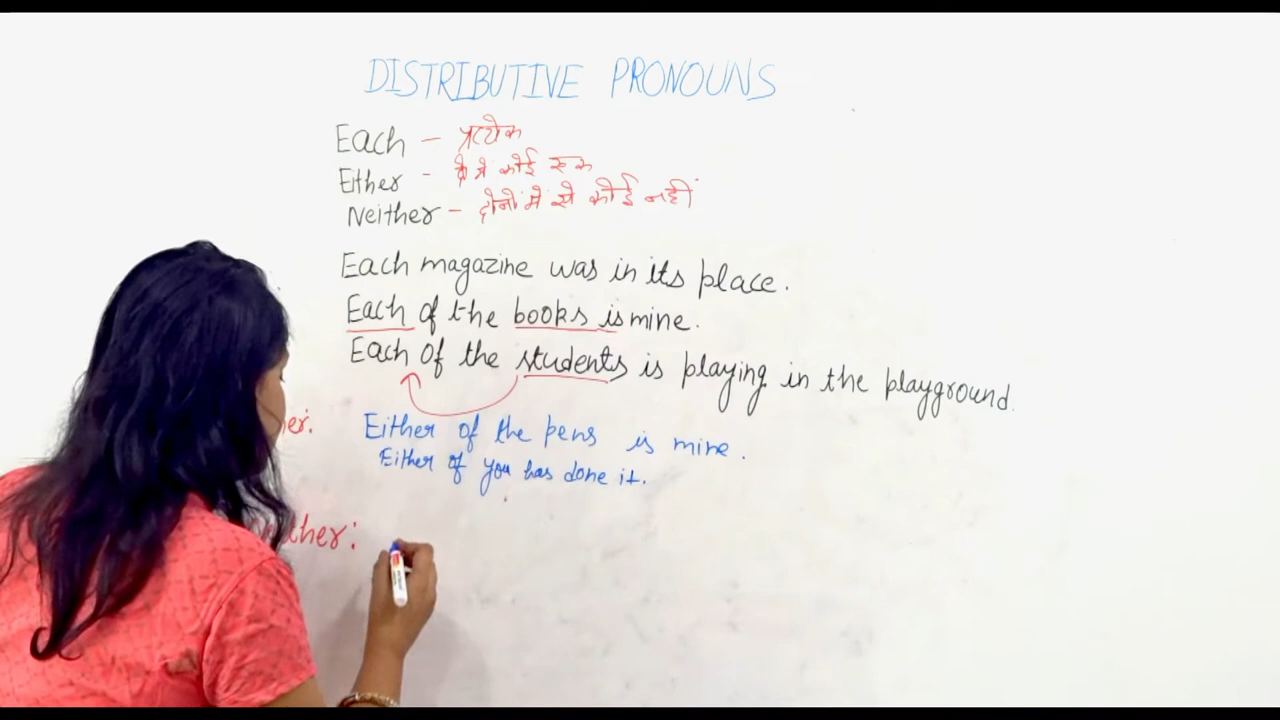 DISTRIBUTIVE PRONOUNS
Each – प्रत्येक
Either - में कोई एक
Neither – दोनों में से कोई नहीं
Each magazine was in its place.
Each of the books is mine.
Each of the students is playing in the playground.
Either of the pens is mine.
Either of you has done it.